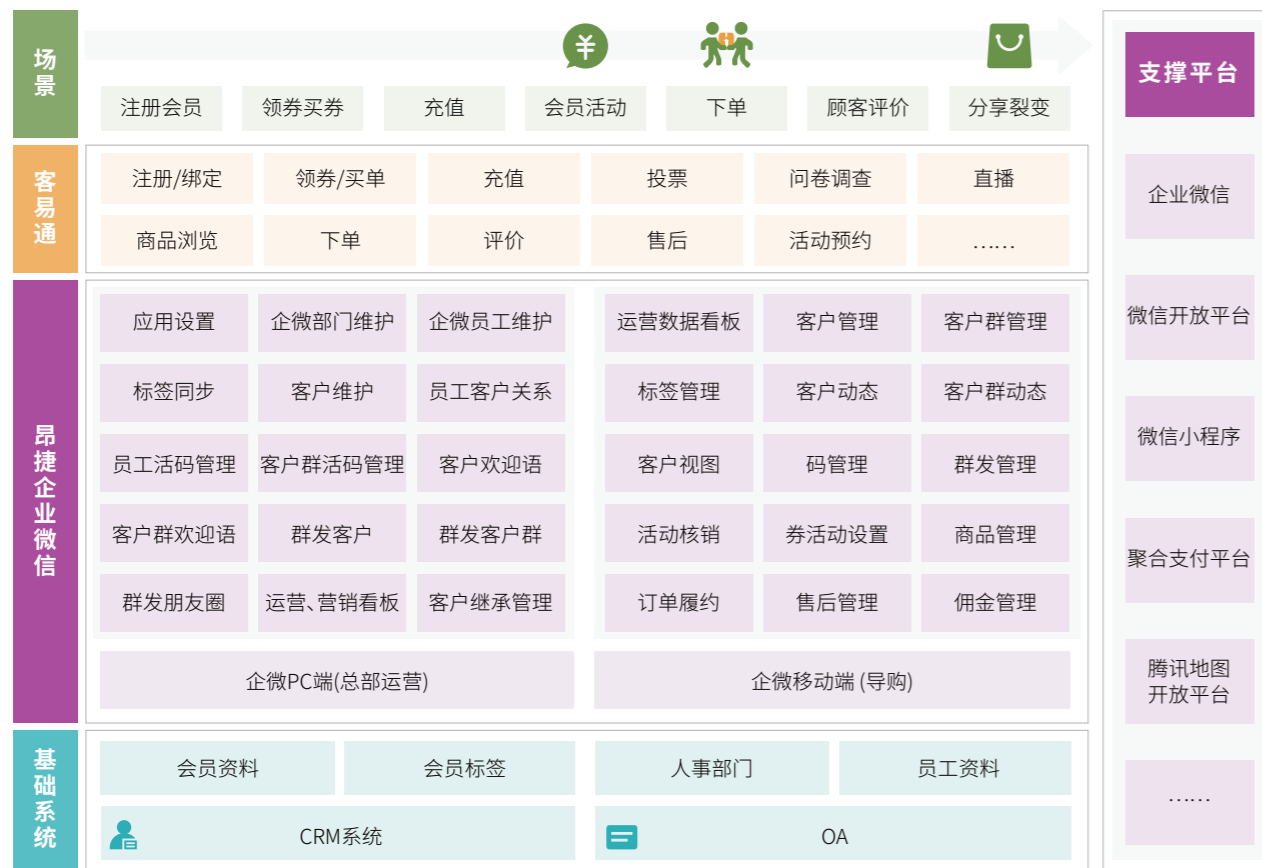 场景
¥
注册会员
领券买券
充值
会员活动
下单
顾客评价
分享裂变
客易通
注册/绑定
领券/买单
充值
投票
问卷调查
直播
商品浏览
下单
评价
售后
活动预约
……
昂捷企业微信
应用设置
企微部门维护
企微员工维护
标签同步
客户维护
员工客户关系
员工活码管理
客户群活码管理
客户欢迎语
客户群欢迎语
群发客户
群发客户群
群发朋友圈
运营、营销看板
客户继承管理
企微PC端(总部运营)
运营数据看板
客户管理
客户群管理
标签管理
客户动态
客户群动态
客户视图
码管理
群发管理
活动核销
券活动设置
商品管理
订单履约
售后管理
佣金管理
企微移动端 (导购)
基础系统
会员资料
会员标签
人事部门
员工资料
CRM系统
OA
支撑平台
企业微信
微信开放平台
微信小程序
聚合支付平台
腾讯地图
开放平台
……